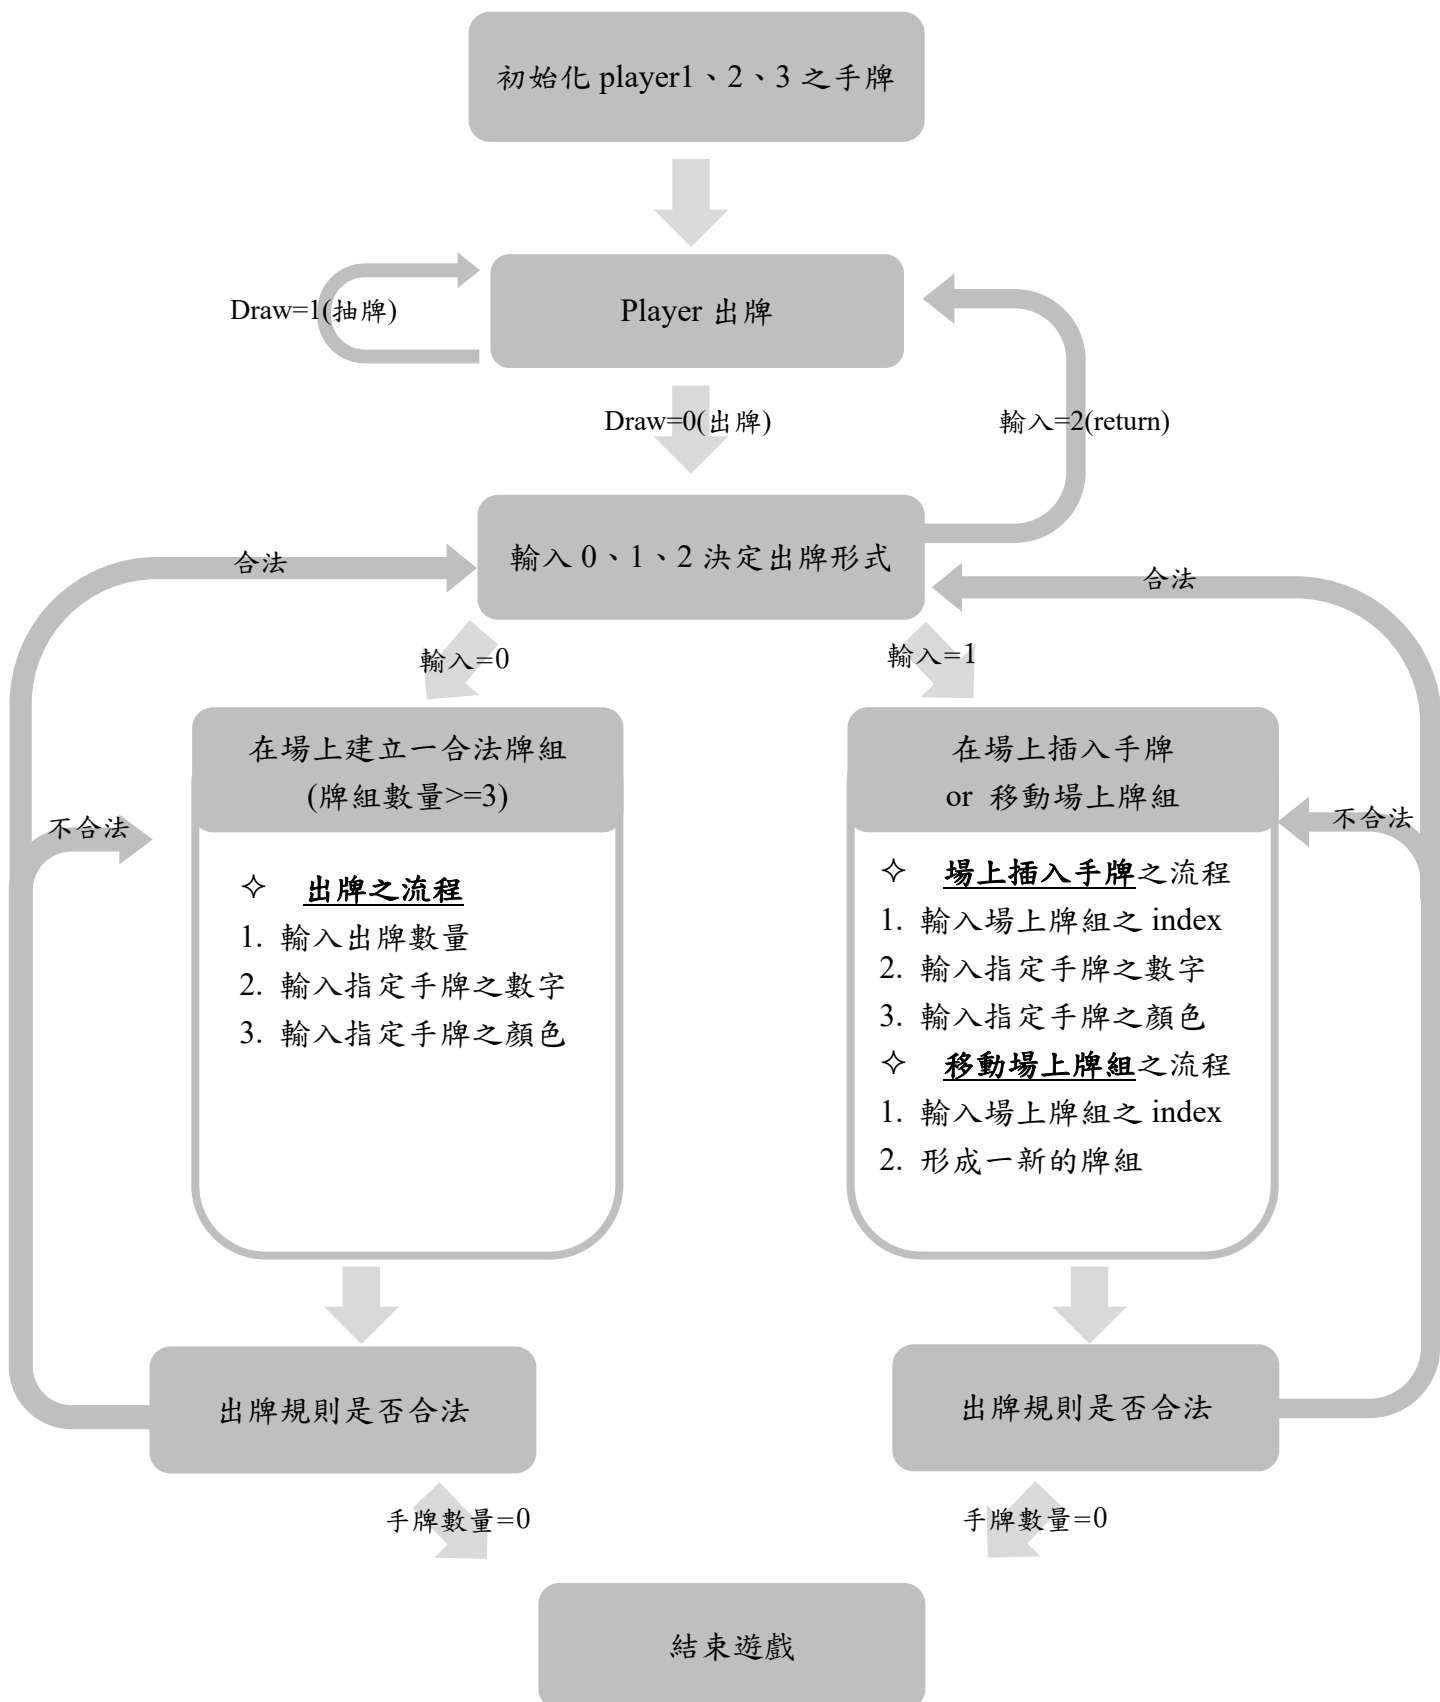 初始化 player1、2、3 之手牌
Player 出牌
Draw=1(抽牌)
Draw=0(出牌)
輸入=2(return)
輸入 0、1、2 決定出牌形式
合法
合法
輸入=0
輸入=1
在場上建立一合法牌組
(牌組數量>=3)
不合法
✧ 出牌之流程
1. 輸入出牌數量
2. 輸入指定手牌之數字
3. 輸入指定手牌之顏色
在場上插入手牌
or 移動場上牌組
不合法
✧ 場上插入手牌之流程
1. 輸入場上牌組之 index
2. 輸入指定手牌之數字
3. 輸入指定手牌之顏色
✧ 移動場上牌組之流程
1. 輸入場上牌組之 index
2. 形成一新的牌組
出牌規則是否合法
出牌規則是否合法
手牌數量=0
手牌數量=0
結束遊戲